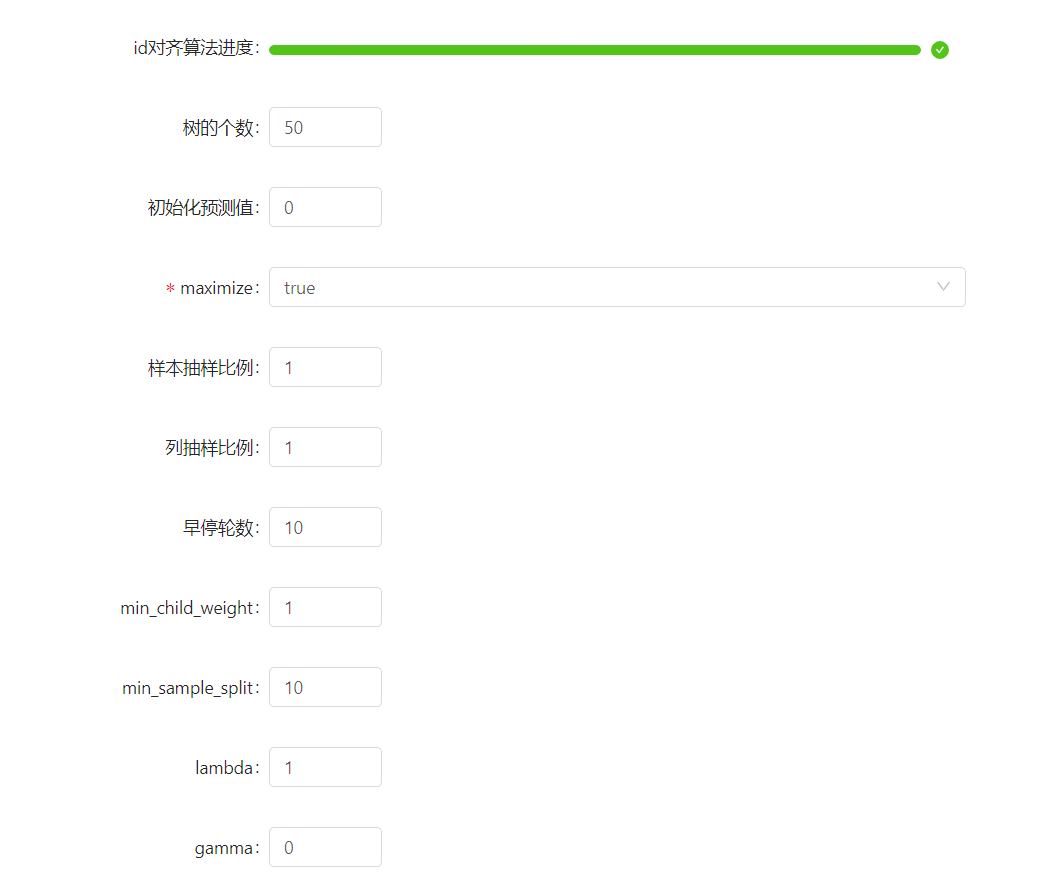 id对齐算法进度:
树的个数: 50
初始化预测值: 0
* maximize: true
样本抽样比例: 1
列抽样比例: 1
早停轮数: 10
min_child_weight: 1
min_sample_split: 10
lambda: 1
gamma: 0